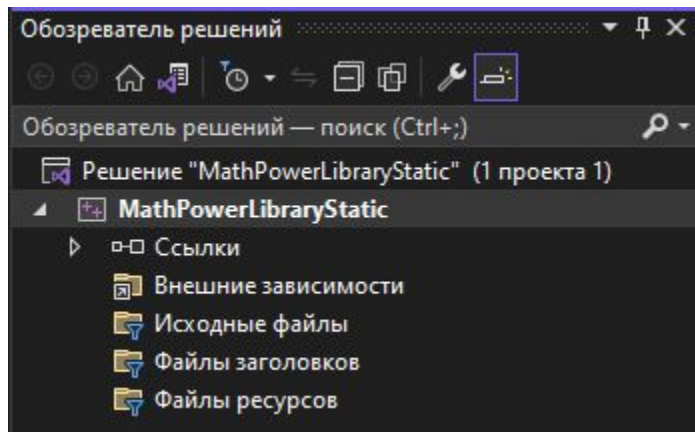 Обозреватель решений
Обозреватель решений — поиск (Ctrl+;)
Решение "MathPowerLibraryStatic" (1 проекта 1)
MathPowerLibraryStatic
Ссылки
Внешние зависимости
Исходные файлы
Файлы заголовков
Файлы ресурсов